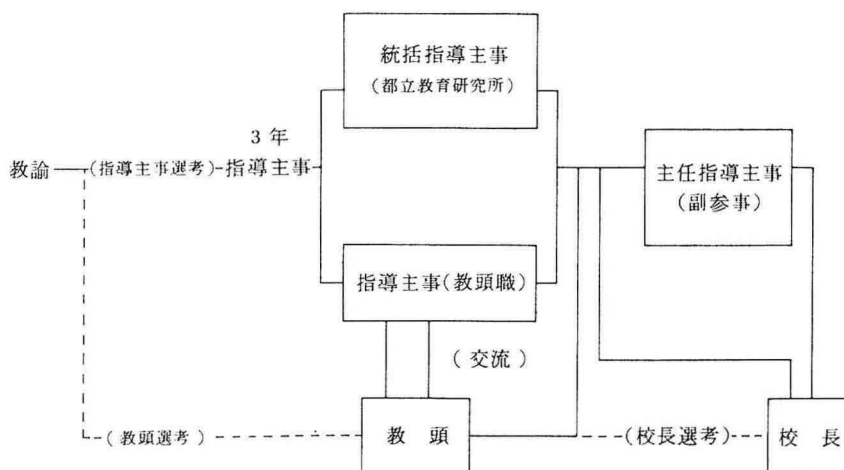 統括指導主事
(都立教育研究所)
3年
教諭
(指導主事選考)
指導主事
主任指導主事
(副参事)
指導主事(教頭職)
(交流)
(教頭選考)
教頭
(校長選考)
校長